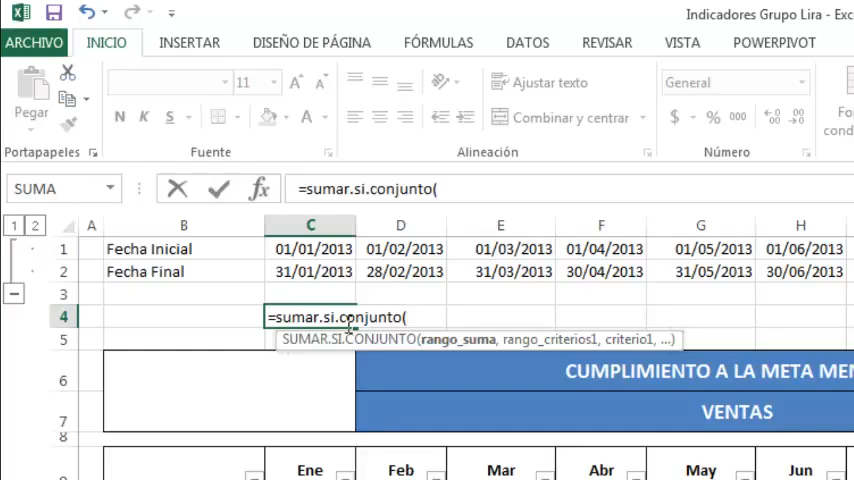 Indicadores Grupo Lira - Exc
ARCHIVO INICIO INSERTAR DISEÑO DE PÁGINA FÓRMULAS DATOS REVISAR VISTA POWERPIVOT
Pegar
11 A A Ajustar texto General
N K S A Combinar y centrar $ % 000
Portapapeles Fuente Alineación Número
SUMA =sumar.si.conjunto(
1 2 A B C D E F G H
1 Fecha Inicial 01/01/2013 01/02/2013 01/03/2013 01/04/2013 01/05/2013 01/06/2013
2 Fecha Final 31/01/2013 28/02/2013 31/03/2013 30/04/2013 31/05/2013 30/06/2013
3
4 =sumar.si.conjunto(
5 SUMAR.SI.CONJUNTO(rango_suma, rango_criterios1, criterio1, ...)
6 CUMPLIMIENTO A LA META MEN
7 VENTAS
8
Ene Feb Mar Abr May Jun